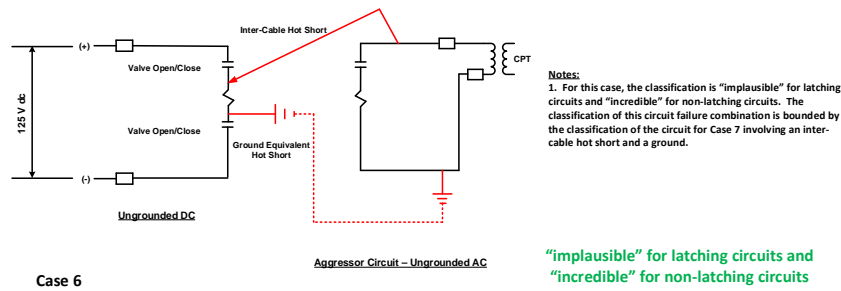 Inter-Cable Hot Short
(+)
CPT
Valve Open/Close
125 V dc
Notes:
1. For this case, the classification is “implausible” for latching
circuits and “incredible” for non-latching circuits. The
classification of this circuit failure combination is bounded by
the classification of the circuit for Case 7 involving an inter-
cable hot short and a ground.
Valve Open/Close
Ground Equivalent
Hot Short
(-)
Ungrounded DC
Aggressor Circuit – Ungrounded AC
“implausible” for latching circuits and
“incredible” for non-latching circuits
Case 6